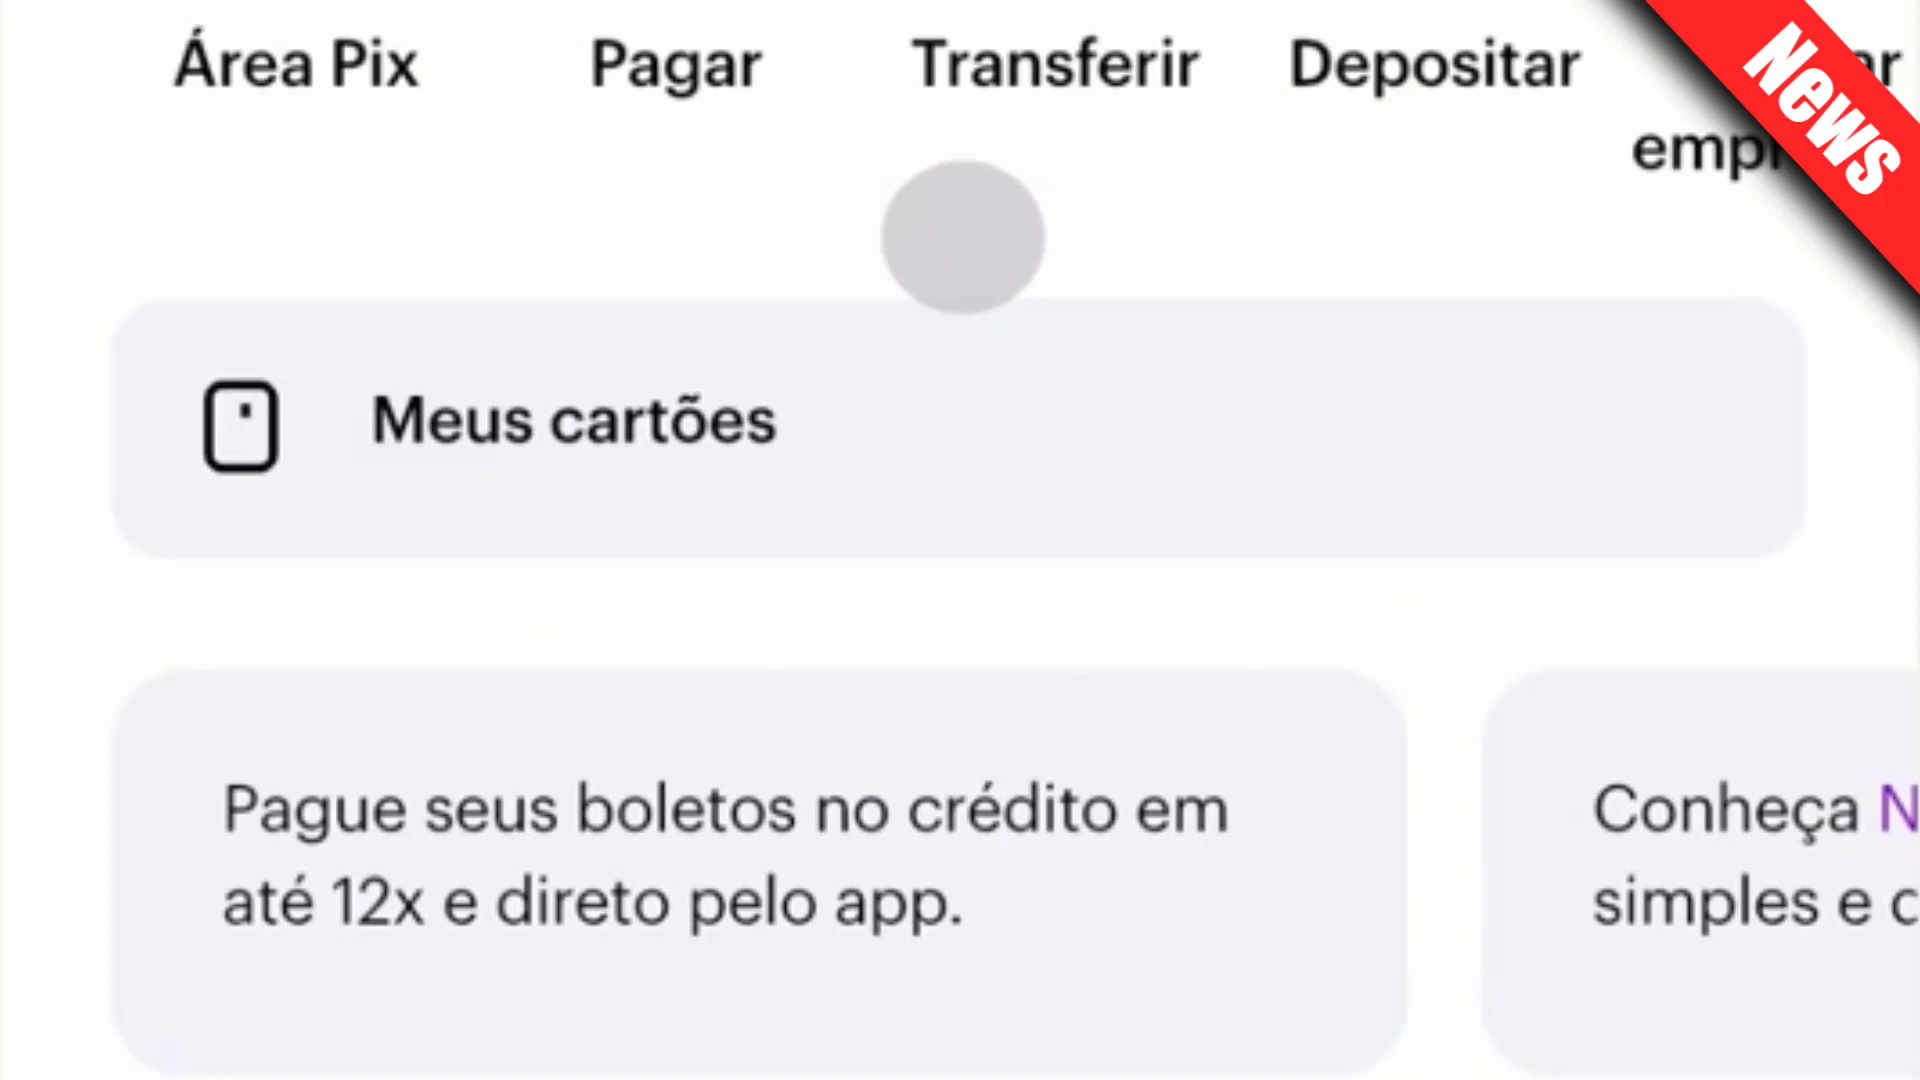 Área Pix
Pagar
Transferir
Depositar
News
Meus cartões
Pague seus boletos no crédito em
até 12x e direto pelo app.
Conheça
simples e